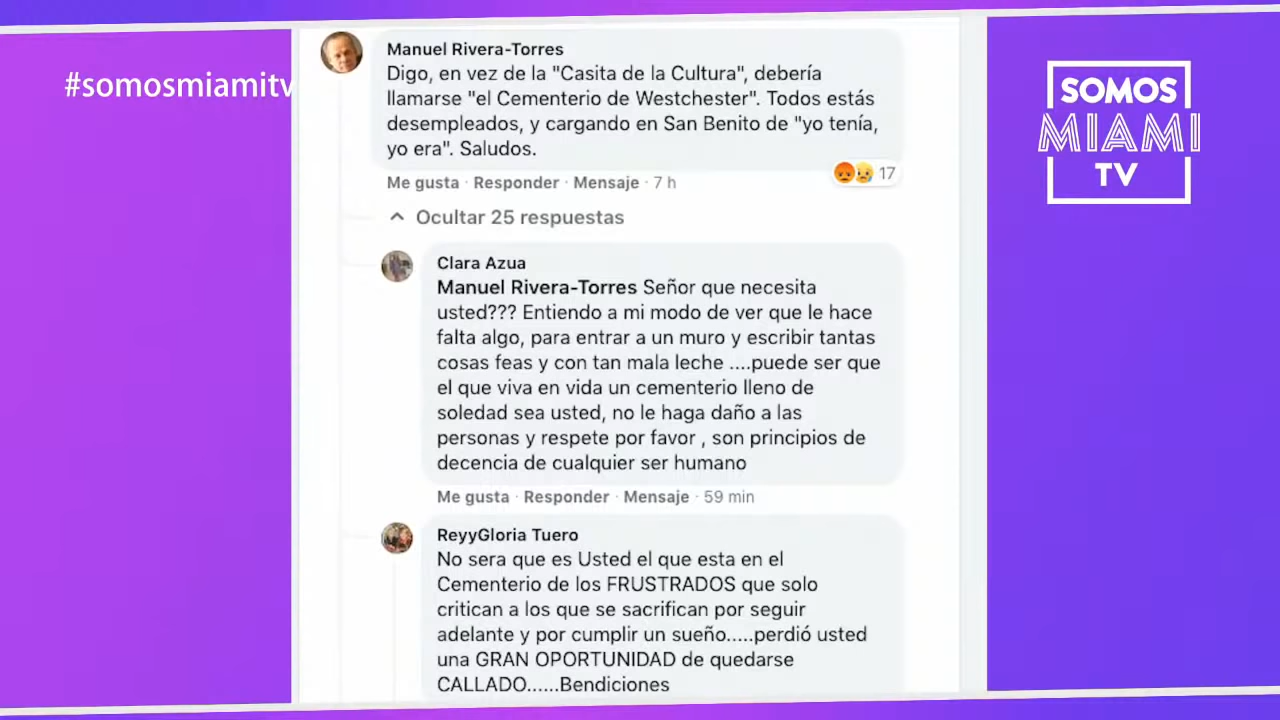 #somosmiamitv
SOMOS
MIAMI
TV
Manuel Rivera-Torres
Digo, en vez de la "Casita de la Cultura", debería
llamarse "el Cementerio de Westchester". Todos estás
desempleados, y cargando en San Benito de "yo tenía,
yo era". Saludos.
17
Me gusta · Responder · Mensaje · 7 h
Ocultar 25 respuestas
Clara Azua
Manuel Rivera-Torres Señor que necesita
usted??? Entiendo a mi modo de ver que le hace
falta algo, para entrar a un muro y escribir tantas
cosas feas y con tan mala leche ....puede ser que
el que viva en vida un cementerio lleno de
soledad sea usted, no le haga daño a las
personas y respete por favor , son principios de
decencia de cualquier ser humano
Me gusta · Responder · Mensaje · 59 min
ReyyGloria Tuero
No sera que es Usted el que esta en el
Cementerio de los FRUSTRADOS que solo
critican a los que se sacrifican por seguir
adelante y por cumplir un sueño.....perdió usted
una GRAN OPORTUNIDAD de quedarse
CALLADO......Bendiciones